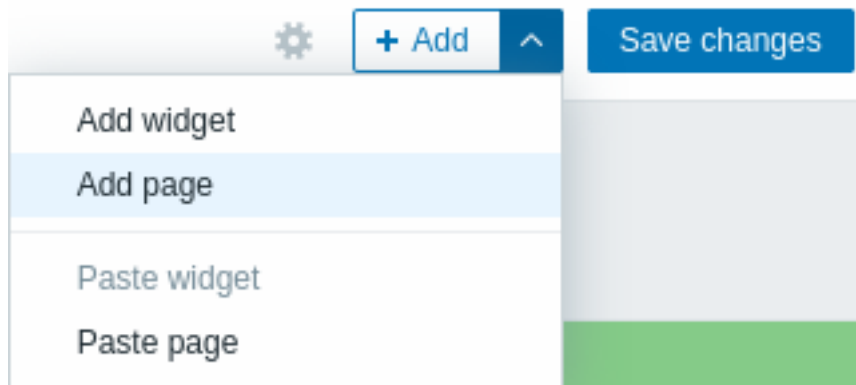 + Add
Save changes
Add widget
Add page
Paste widget
Paste page